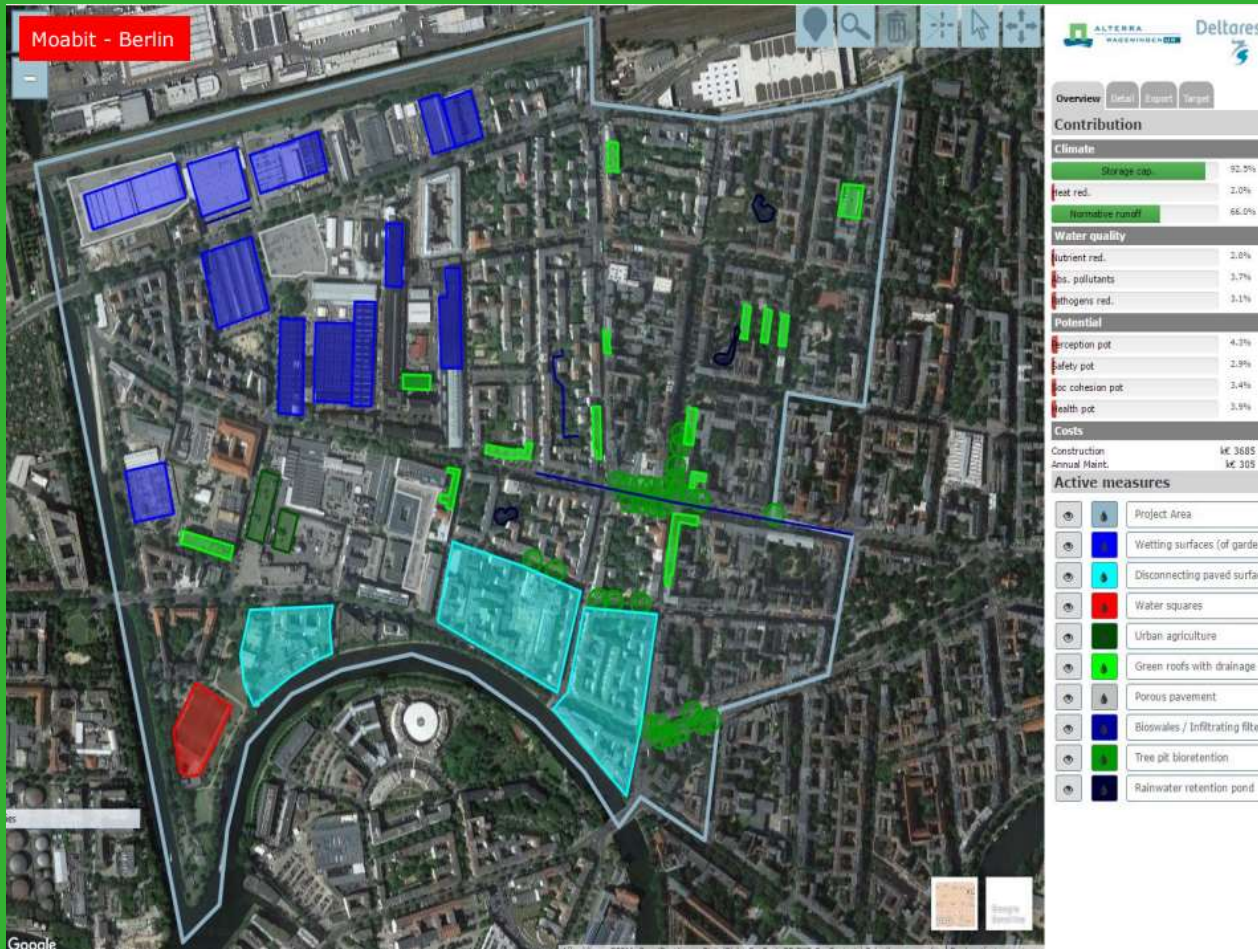 Moabit - Berlin
ALTERRA
WAGENINGEN UR
Deltares
Overview Detail Export Target
Contribution
Climate
Storage cap. 92.5%
Heat red. 2.0%
Normative runoff 66.0%
Water quality
Nutrient red. 2.0%
Abs. pollutants 3.7%
Pathogens red. 3.1%
Potential
Perception pot 4.3%
Safety pot 2.9%
Soc cohesion pot 3.4%
Health pot 3.9%
Costs
Construction k€ 3685
Annual Maint. k€ 305
Active measures
Project Area
Wetting surfaces (of garde
Disconnecting paved surfa
Water squares
Urban agriculture
Green roofs with drainage
Porous pavement
Bioswales / Infiltrating filte
Tree pit bioretention
Rainwater retention pond
Google